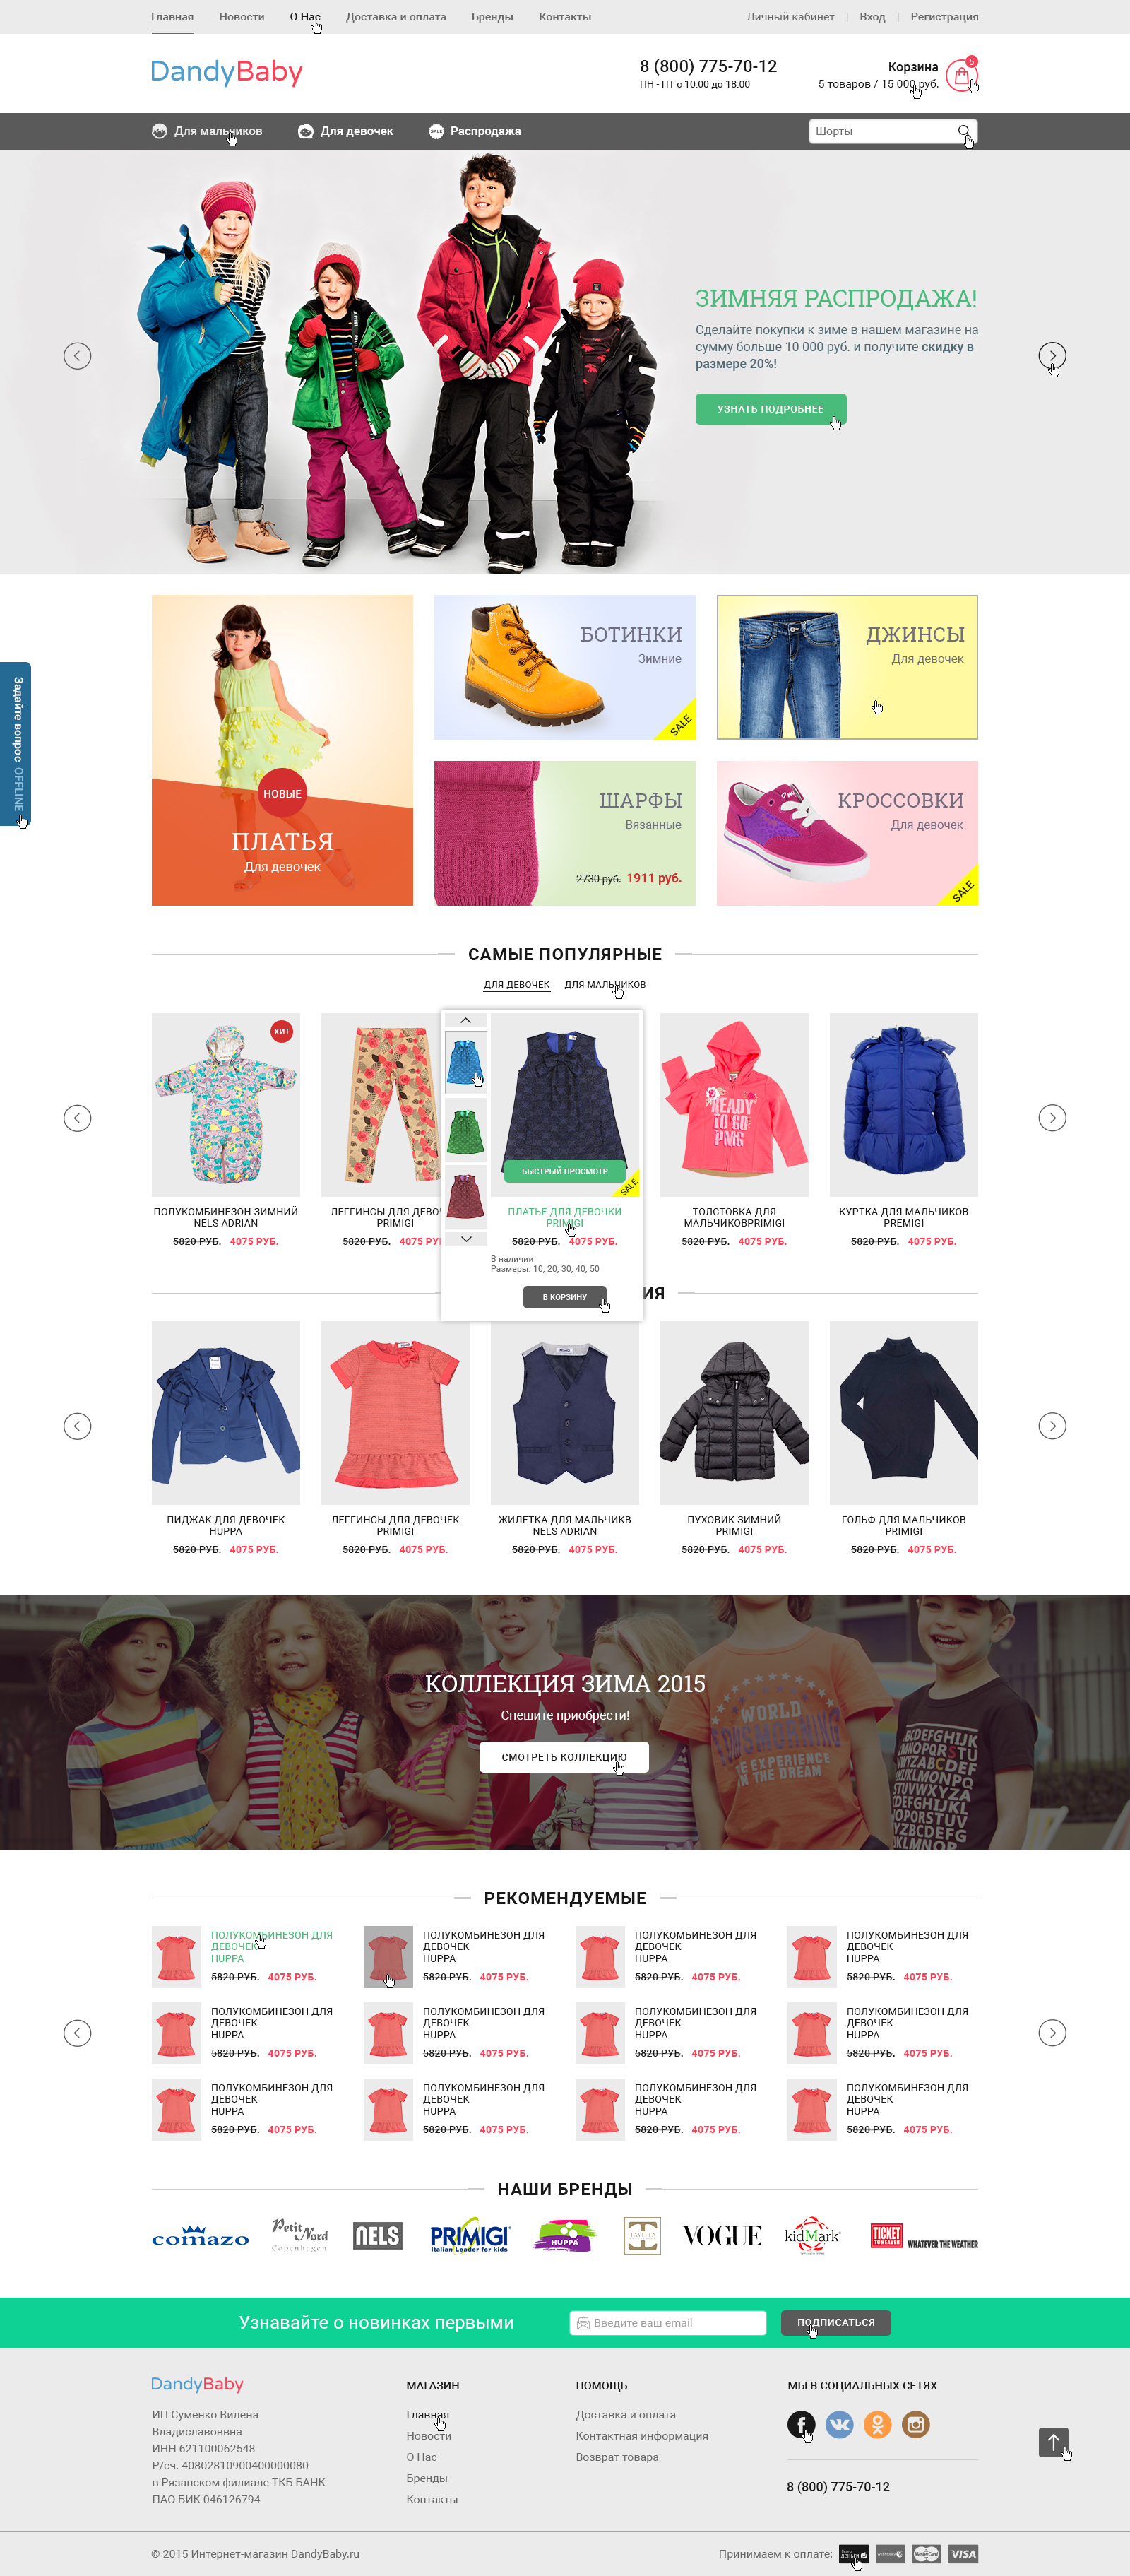 Главная Новости О Нас Доставка и оплата Бренды Контакты Личный кабинет | Вход | Регистрация
DandyBaby
8 (800) 775-70-12
ПН - ПТ с 10:00 до 18:00
Корзина
5 товаров / 15 000 руб.
5
Для мальчиков Для девочек SALE Распродажа Шорты
ЗИМНЯЯ РАСПРОДАЖА!
Сделайте покупки к зиме в нашем магазине на
сумму больше 10 000 руб. и получите скидку в
размере 20%!
УЗНАТЬ ПОДРОБНЕЕ
Задайте вопрос OFFLINE
НОВЫЕ
ПЛАТЬЯ
Для девочек
БОТИНКИ
Зимние
SALE
ДЖИНСЫ
Для девочек
ШАРФЫ
Вязанные
2730 руб. 1911 руб.
КРОССОВКИ
Для девочек
SALE
САМЫЕ ПОПУЛЯРНЫЕ
ДЛЯ ДЕВОЧЕК ДЛЯ МАЛЬЧИКОВ
ХИТ
ПОЛУКОМБИНЕЗОН ЗИМНИЙ
NELS ADRIAN
5820 РУБ. 4075 РУБ.
ЛЕГГИНСЫ ДЛЯ ДЕВОЧ
PRIMIGI
5820 РУБ. 4075 РУБ
БЫСТРЫЙ ПРОСМОТР
SALE
ПЛАТЬЕ ДЛЯ ДЕВОЧКИ
PRIMIGI
5820 РУБ. 4075 РУБ.
В наличии
Размеры: 10, 20, 30, 40, 50
В КОРЗИНУ
READY
TO GO
PMG
ТОЛСТОВКА ДЛЯ
МАЛЬЧИКОВPRIMIGI
5820 РУБ. 4075 РУБ.
КУРТКА ДЛЯ МАЛЬЧИКОВ
PREMIGI
5820 РУБ. 4075 РУБ.
ИЯ
ПИДЖАК ДЛЯ ДЕВОЧЕК
HUPPA
5820 РУБ. 4075 РУБ.
ЛЕГГИНСЫ ДЛЯ ДЕВОЧЕК
PRIMIGI
5820 РУБ. 4075 РУБ.
ЖИЛЕТКА ДЛЯ МАЛЬЧИКВ
NELS ADRIAN
5820 РУБ. 4075 РУБ.
ПУХОВИК ЗИМНИЙ
PRIMIGI
5820 РУБ. 4075 РУБ.
ГОЛЬФ ДЛЯ МАЛЬЧИКОВ
PRIMIGI
5820 РУБ. 4075 РУБ.
КОЛЛЕКЦИЯ ЗИМА 2015
Спешите приобрести!
СМОТРЕТЬ КОЛЛЕКЦИЮ
WORLD
EXPERIENCE
IN THE DREAM
РЕКОМЕНДУЕМЫЕ
ПОЛУКОМБИНЕЗОН ДЛЯ
ДЕВОЧЕК
HUPPA
5820 РУБ. 4075 РУБ.
ПОЛУКОМБИНЕЗОН ДЛЯ
ДЕВОЧЕК
HUPPA
5820 РУБ. 4075 РУБ.
ПОЛУКОМБИНЕЗОН ДЛЯ
ДЕВОЧЕК
HUPPA
5820 РУБ. 4075 РУБ.
ПОЛУКОМБИНЕЗОН ДЛЯ
ДЕВОЧЕК
HUPPA
5820 РУБ. 4075 РУБ.
ПОЛУКОМБИНЕЗОН ДЛЯ
ДЕВОЧЕК
HUPPA
5820 РУБ. 4075 РУБ.
ПОЛУКОМБИНЕЗОН ДЛЯ
ДЕВОЧЕК
HUPPA
5820 РУБ. 4075 РУБ.
ПОЛУКОМБИНЕЗОН ДЛЯ
ДЕВОЧЕК
HUPPA
5820 РУБ. 4075 РУБ.
ПОЛУКОМБИНЕЗОН ДЛЯ
ДЕВОЧЕК
HUPPA
5820 РУБ. 4075 РУБ.
ПОЛУКОМБИНЕЗОН ДЛЯ
ДЕВОЧЕК
HUPPA
5820 РУБ. 4075 РУБ.
ПОЛУКОМБИНЕЗОН ДЛЯ
ДЕВОЧЕК
HUPPA
5820 РУБ. 4075 РУБ.
ПОЛУКОМБИНЕЗОН ДЛЯ
ДЕВОЧЕК
HUPPA
5820 РУБ. 4075 РУБ.
ПОЛУКОМБИНЕЗОН ДЛЯ
ДЕВОЧЕК
HUPPA
5820 РУБ. 4075 РУБ.
НАШИ БРЕНДЫ
comazo
Petit Nord
Copenhagen
NELS
PRIMIGI
Italian Leader for kids
HUPPA
VOGUE
kidMark
TICKET
TO HEAVEN
WHATEVER THE WEATHER
Узнавайте о новинках первыми Введите ваш email ПОДПИСАТЬСЯ
DandyBaby
ИП Суменко Вилена
Владиславоввна
ИНН 621100062548
Р/сч. 40802810900400000080
в Рязанском филиале ТКБ БАНК
ПАО БИК 046126794
МАГАЗИН
Главная
Новости
О Нас
Бренды
Контакты
ПОМОЩЬ
Доставка и оплата
Контактная информация
Возврат товара
МЫ В СОЦИАЛЬНЫХ СЕТЯХ
8 (800) 775-70-12
© 2015 Интернет-магазин DandyBaby.ru
Принимаем к оплате: MasterCard VISA